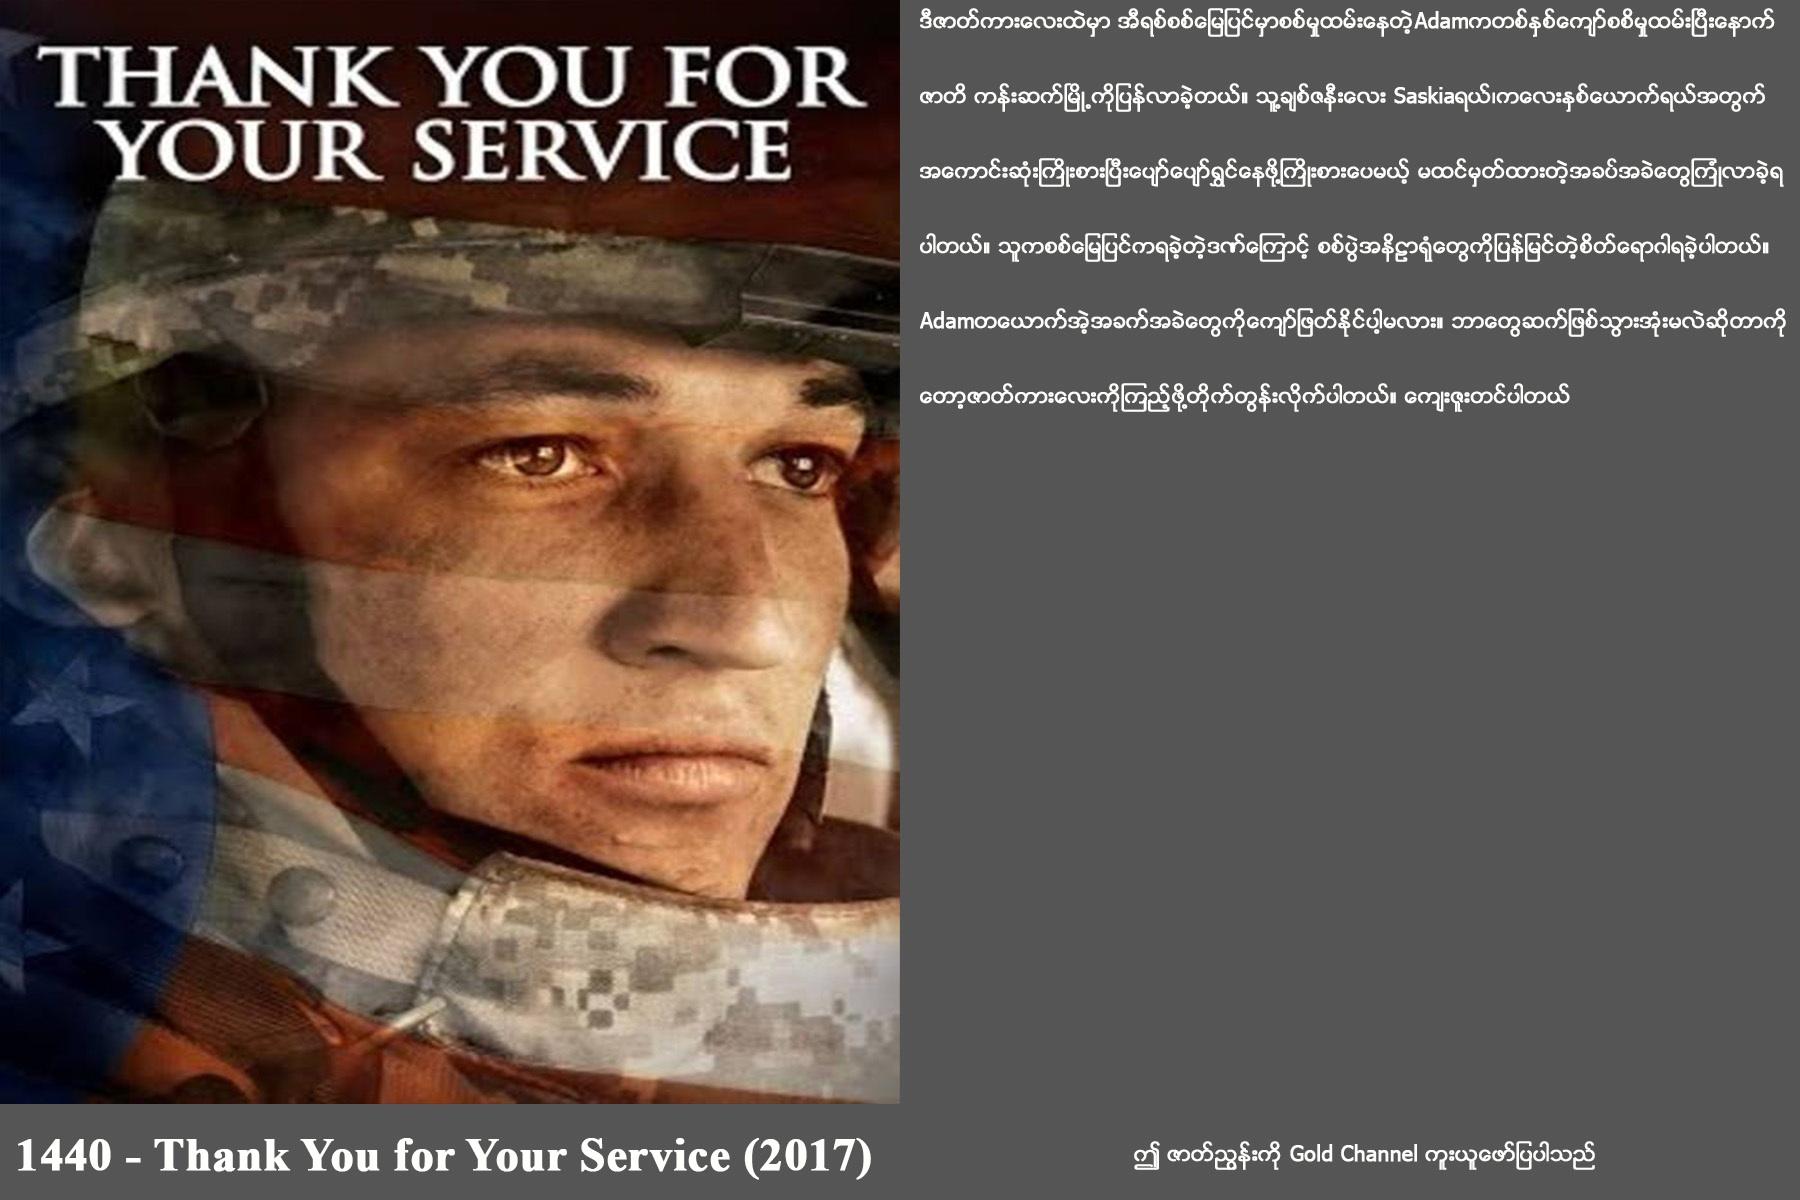 THANK YOU FOR
YOUR SERVICE
ဒီဇာတ်ကားလေးထဲမှာ အီရစ်စစ်မြေပြင်မှာစစ်မှုထမ်းနေတဲ့Adamကတစ်နှစ်ကျော်စစ်မှုထမ်းပြီးနောက်
ဇာတိ ကန်းဆက်မြို့ကိုပြန်လာခဲ့တယ်။ သူ့ချစ်ဇနီးလေး Saskiaရယ်၊ကလေးနှစ်ယောက်ရယ်အတွက်
အကောင်းဆုံးကြိုးစားပြီးပျော်ပျော်ရွှင်နေဖို့ကြိုးစားပေမယ့် မထင်မှတ်ထားတဲ့အခပ်အခဲတွေကြုံလာခဲ့ရ
ပါတယ်။ သူကစစ်မြေပြင်ကရခဲ့တဲ့ဒဏ်ကြောင့် စစ်ပွဲအနိဠာရုံတွေကိုပြန်မြင်တဲ့စိတ်ရောဂါရခဲ့ပါတယ်။
Adamတယောက်အဲ့အခက်အခဲတွေကိုကျော်ဖြတ်နိုင်ပါ့မလား။ ဘာတွေဆက်ဖြစ်သွားအုံးမလဲဆိုတာကို
တော့ဇာတ်ကားလေးကိုကြည့်ဖို့တိုက်တွန်းလိုက်ပါတယ်။ ကျေးဇူးတင်ပါတယ်
1440 - Thank You for Your Service (2017)
ဤ ဇာတ်ညွှန်းကို Gold Channel ကူးယူဖော်ပြပါသည်